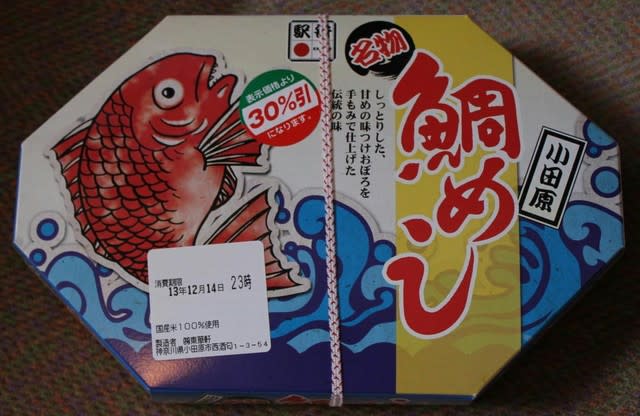 駅弁
名物
鯛めし
小田原
しっとりした、
甘めの味つけおぼろを
手もみで仕上げた
伝統の味
表示価格より
30%引
になります。
消費期限
13年12月14日 23時
国産米100%使用
製造者 ㈱東華軒
神奈川県小田原市西酒匂1-3-54